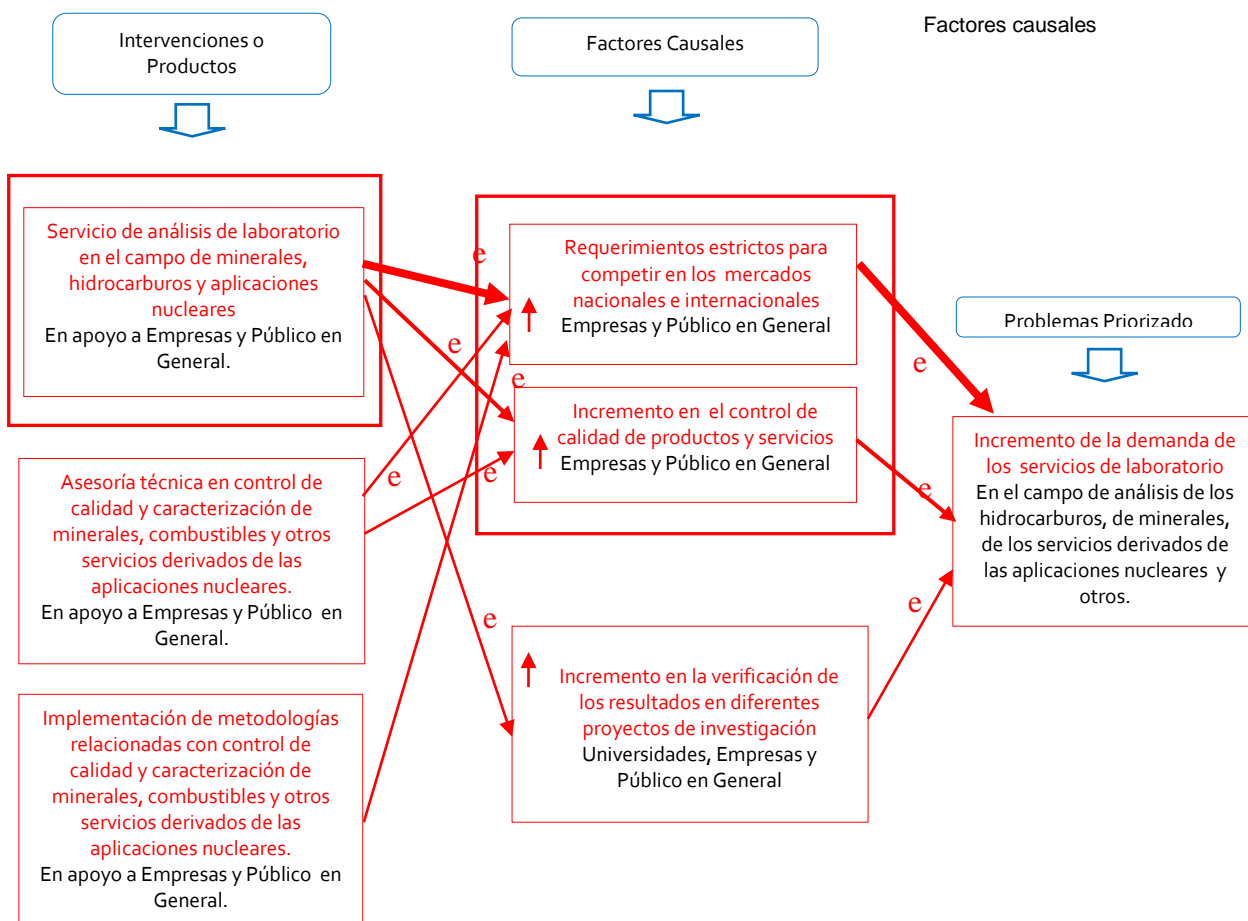 Factores causales
Intervenciones o
Productos
Factores Causales
Problemas Priorizado
Servicio de análisis de laboratorio
en el campo de minerales,
hidrocarburos y aplicaciones
nucleares
En apoyo a Empresas y Público en
General.
Asesoría técnica en control de
calidad y caracterización de
minerales, combustibles y otros
servicios derivados de las
aplicaciones nucleares.
En apoyo a Empresas y Público en
General.
Implementación de metodologías
relacionadas con control de
calidad y caracterización de
minerales, combustibles y otros
servicios derivados de las
aplicaciones nucleares.
En apoyo a Empresas y Público en
General.
e
e
e
e
e
e
Requerimientos estrictos para
competir en los mercados
nacionales e internacionales
Empresas y Público en General
Incremento en el control de
calidad de productos y servicios
Empresas y Público en General
Incremento en la verificación de
los resultados en diferentes
proyectos de investigación
Universidades, Empresas y
Público en General
e
e
e
Incremento de la demanda de
los servicios de laboratorio
En el campo de análisis de los
hidrocarburos, de minerales,
de los servicios derivados de
las aplicaciones nucleares y
otros.